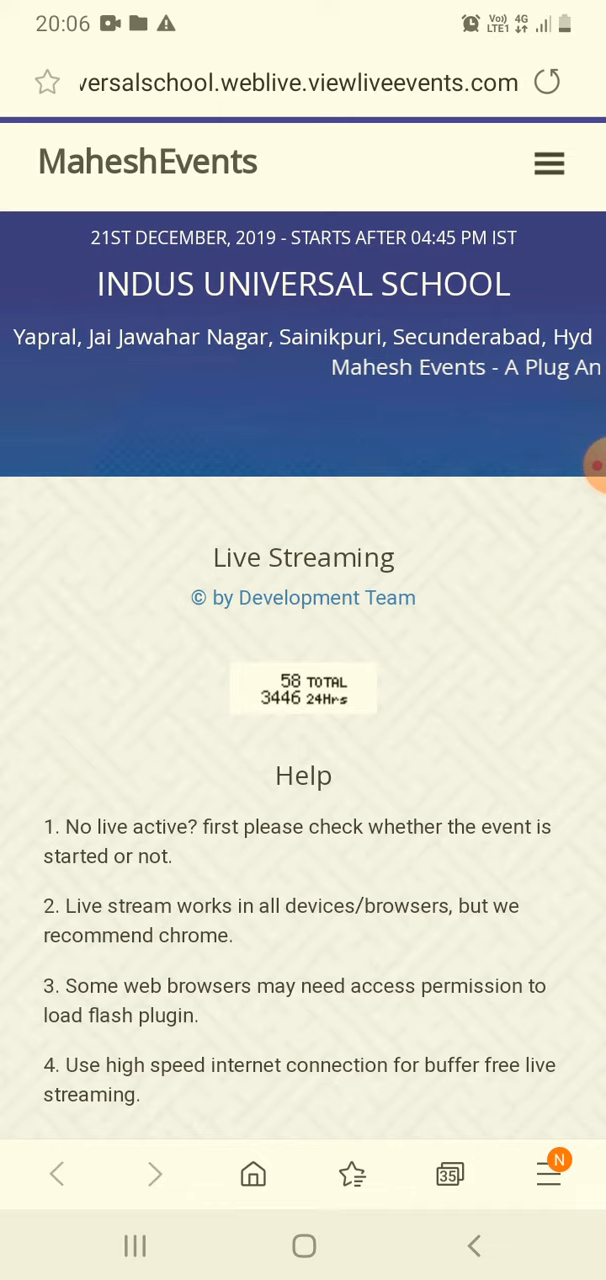 20:06
Vo)) 4G
LTE1
versalschool.weblive.viewliveevents.com
MaheshEvents
21ST DECEMBER, 2019 - STARTS AFTER 04:45 PM IST
INDUS UNIVERSAL SCHOOL
Yapral, Jai Jawahar Nagar, Sainikpuri, Secunderabad, Hyd
Mahesh Events - A Plug An
Live Streaming
© by Development Team
58 TOTAL
3446 24Hrs
Help
1. No live active? first please check whether the event is
started or not.
2. Live stream works in all devices/browsers, but we
recommend chrome.
3. Some web browsers may need access permission to
load flash plugin.
4. Use high speed internet connection for buffer free live
streaming.
35
N